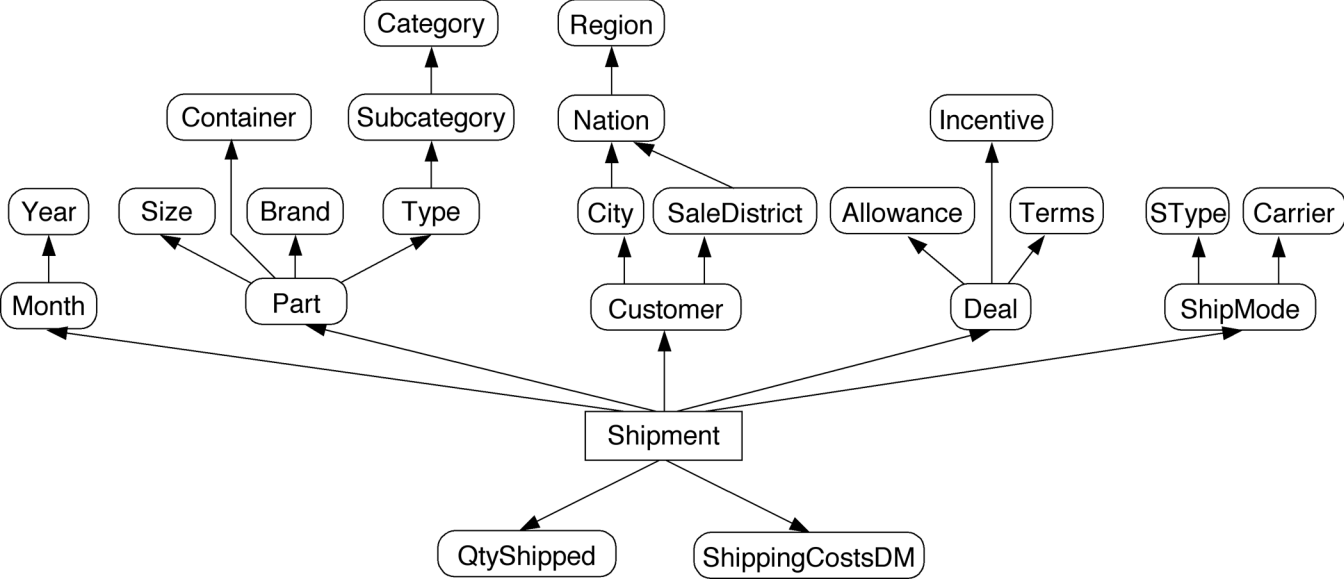 Category
Region
Container
Subcategory
Nation
Incentive
Year
Size
Brand
Type
City
SaleDistrict
Allowance
Terms
SType
Carrier
Month
Part
Customer
Deal
ShipMode
Shipment
QtyShipped
ShippingCostsDM